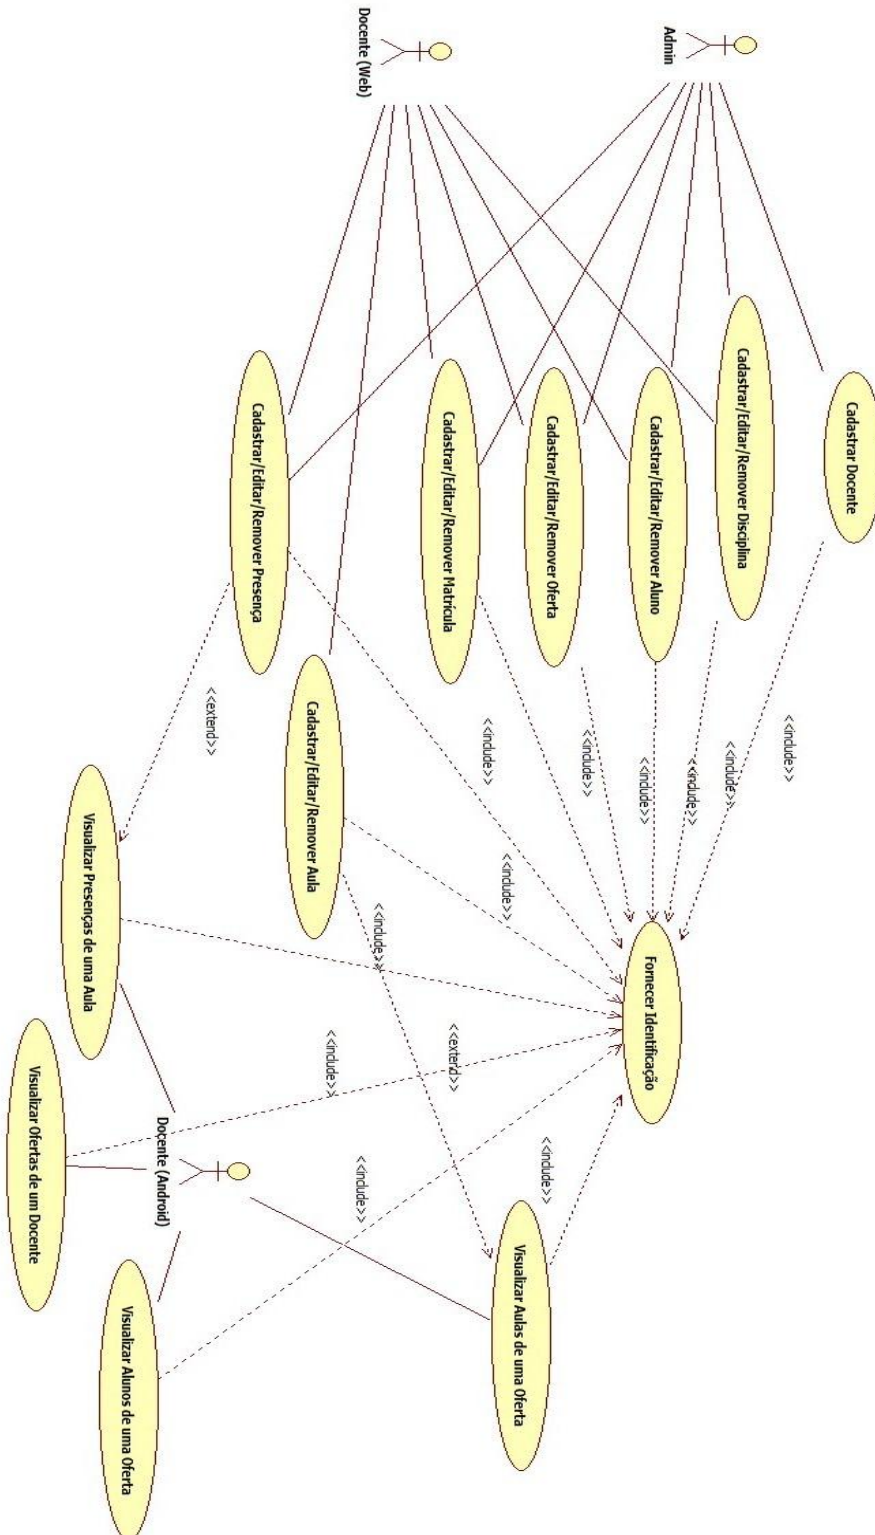 Admin
Docente (Web)
Cadastrar Docente
Cadastrar/Editar/Remover Disciplina
Cadastrar/Editar/Remover Aluno
Cadastrar/Editar/Remover Oferta
Cadastrar/Editar/Remover Matrícula
Cadastrar/Editar/Remover Presença
Cadastrar/Editar/Remover Aula
<<include>>
<<include>>
<<include>>
<<include>>
<<include>>
<<include>>
<<include>>
<<extend>>
<<include>>
<<extend>>
<<include>>
<<include>>
<<include>>
Fornecer Identificação
Visualizar Presenças de uma Aula
Visualizar Ofertas de um Docente
Docente (Android)
Visualizar Alunos de uma Oferta
Visualizar Aulas de uma Oferta